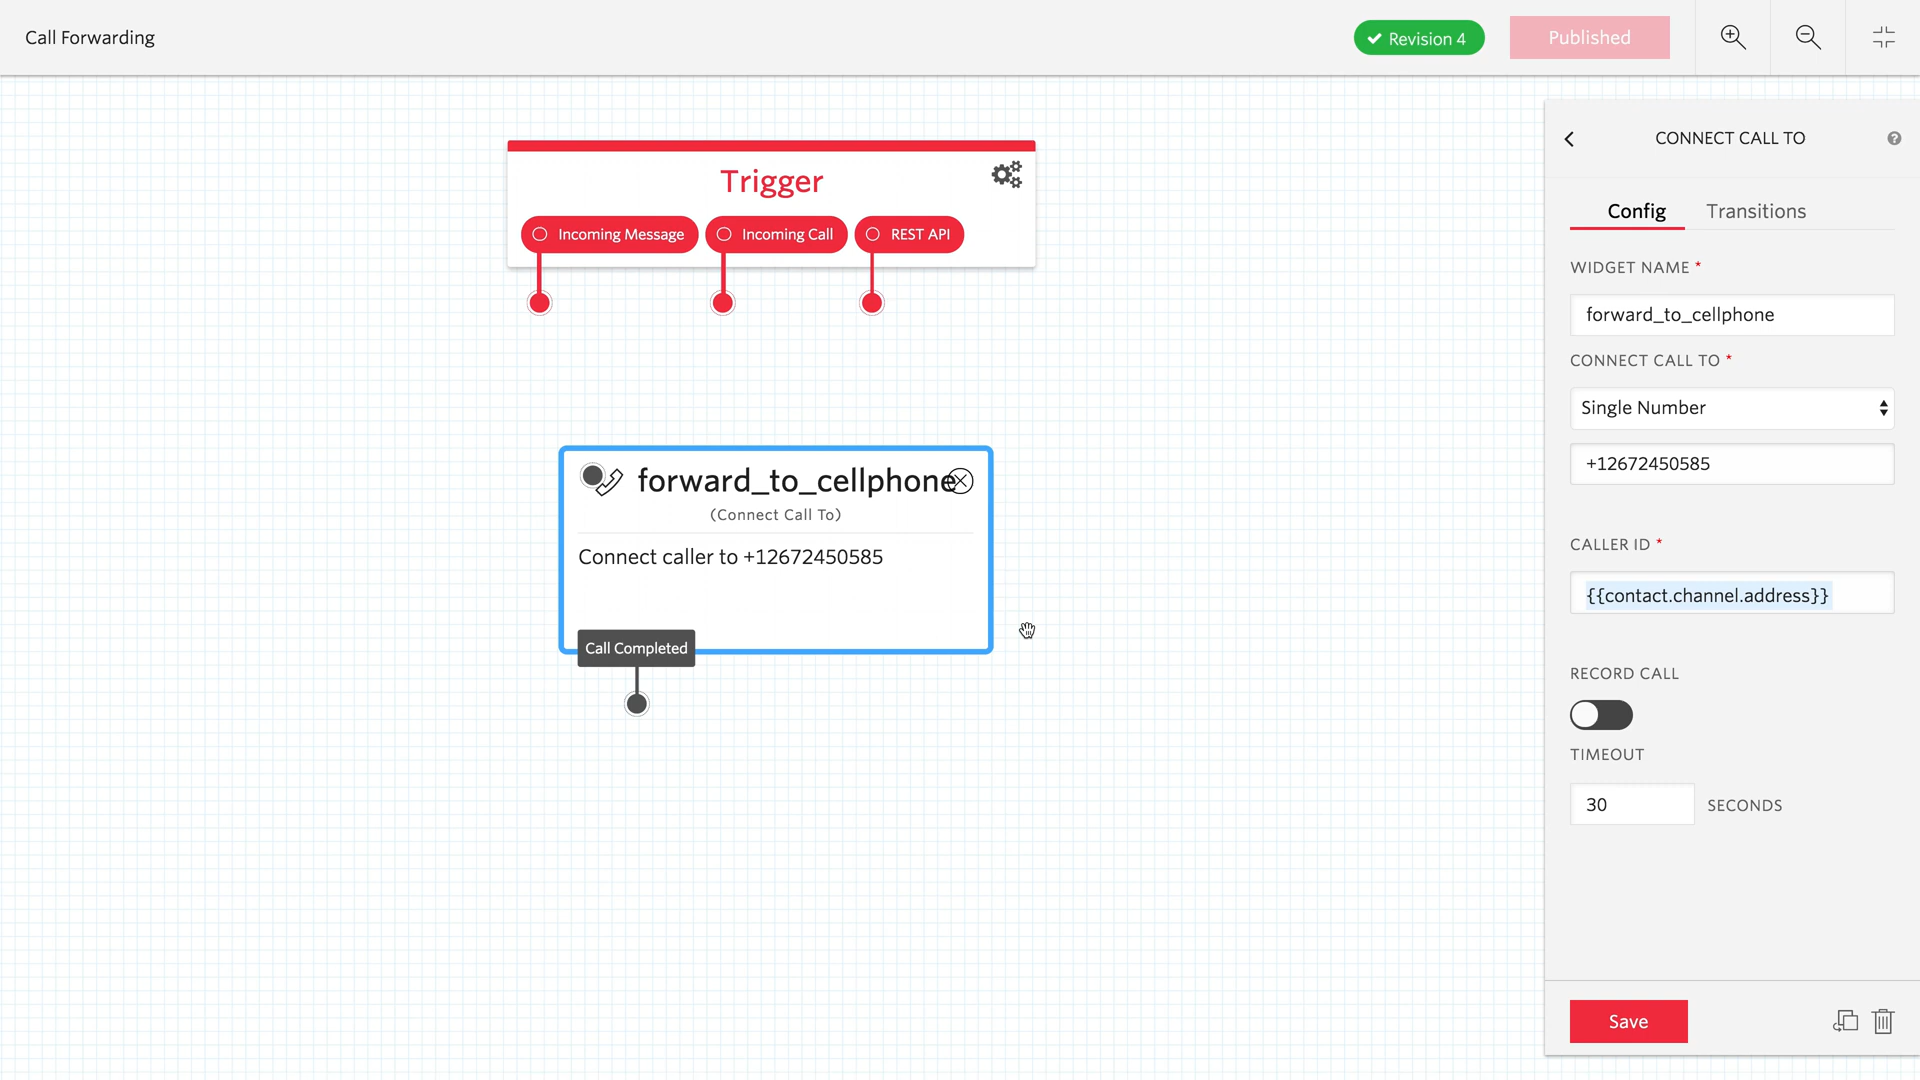 Call Forwarding
Revision 4
Published
Trigger
Incoming Message
Incoming Call
REST API
forward_to_cellphone
(Connect Call To)
Connect caller to +12672450585
Call Completed
CONNECT CALL TO
?
Config
Transitions
WIDGET NAME *
forward_to_cellphone
CONNECT CALL TO *
Single Number
+12672450585
CALLER ID *
{{contact.channel.address}}
RECORD CALL
TIMEOUT
30 SECONDS
Save